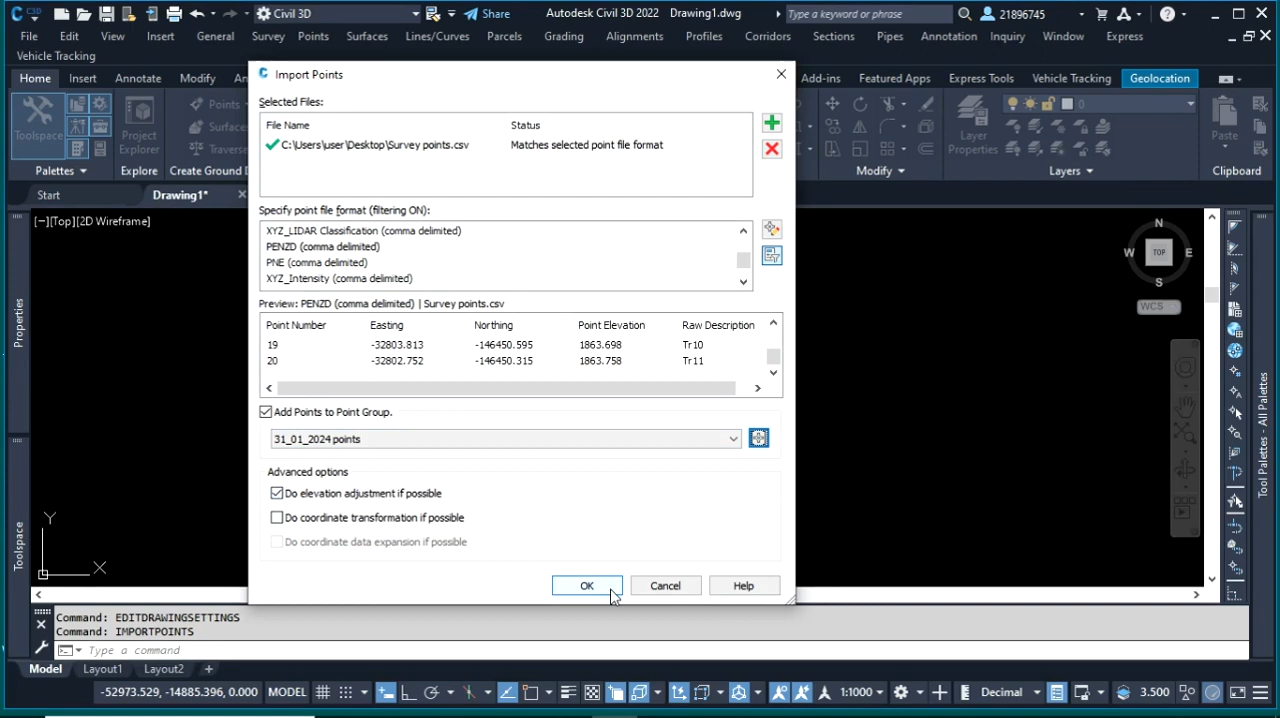 Civil 3D
Share
Autodesk Civil 3D 2022 Drawing1.dwg
Type a keyword or phrase
21896745
File Edit View Insert General Survey Points Surfaces Lines/Curves Parcels Grading Alignments Profiles Corridors Sections Pipes Annotation Inquiry Window Express
Vehicle Tracking
Home Insert Annotate Modify
Add-ins Featured Apps Express Tools Vehicle Tracking Geolocation
Import Points
Selected Files:
File Name Status
C:\Users\user\Desktop\Survey points.csv Matches selected point file format
Toolspace
Project
Explorer
Points
Surfaces
Traverse
Layer
Properties
0
Paste
Palettes Explore Create Ground D
Modify Layers Clipboard
Start Drawing1*
[−][Top][2D Wireframe]
Specify point file format (filtering ON):
XYZ_LIDAR Classification (comma delimited)
PENZD (comma delimited)
PNE (comma delimited)
XYZ_Intensity (comma delimited)
Preview: PENZD (comma delimited) | Survey points.csv
Point Number Easting Northing Point Elevation Raw Description
19 -32803.813 -146450.595 1863.698 Tr10
20 -32802.752 -146450.315 1863.758 Tr11
Add Points to Point Group.
31_01_2024 points
Advanced options
Do elevation adjustment if possible
Do coordinate transformation if possible
Do coordinate data expansion if possible
OK Cancel Help
N
W TOP E
S
WCS
Properties
Toolspace
Tool Palettes - All Palettes
Y
X
Command: EDITDRAWINGSETTINGS
Command: IMPORTPOINTS
Type a command
Model Layout1 Layout2 +
-52973.529, -14885.396, 0.000 MODEL 1:1000 Decimal 3.500